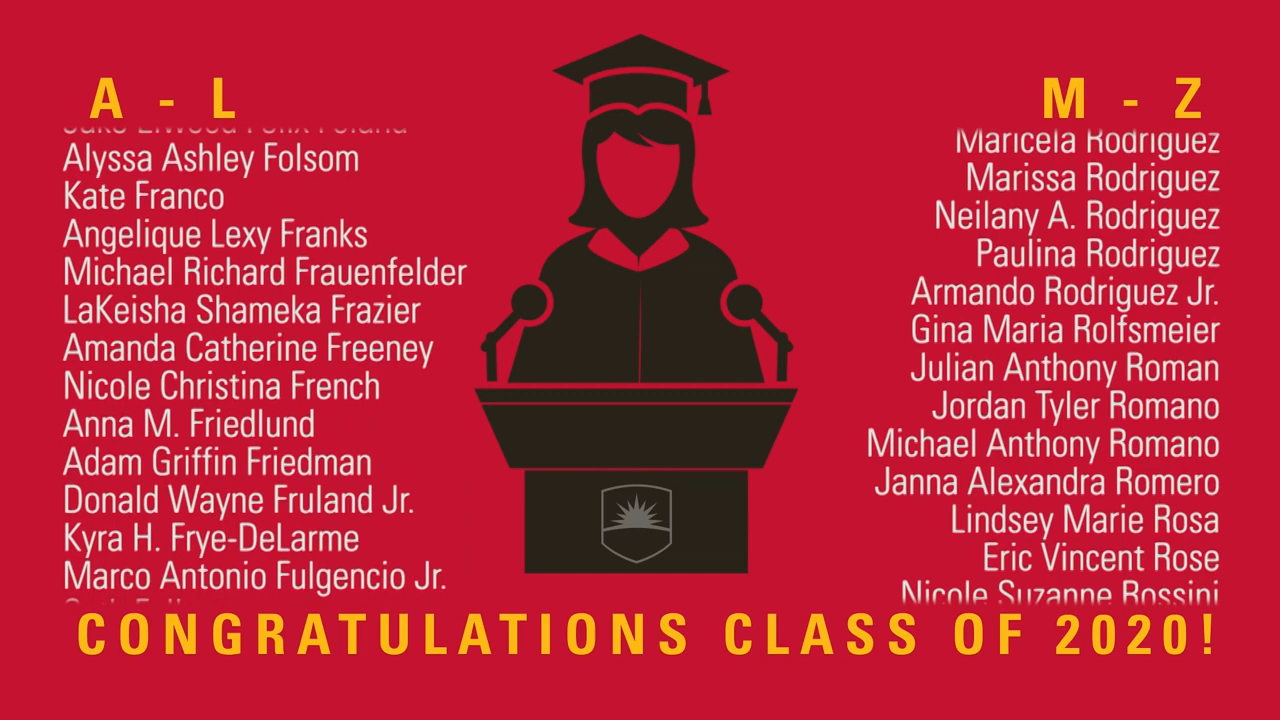 A - L
Alyssa Ashley Folsom
Kate Franco
Angelique Lexy Franks
Michael Richard Frauenfelder
LaKeisha Shameka Frazier
Amanda Catherine Freeney
Nicole Christina French
Anna M. Friedlund
Adam Griffin Friedman
Donald Wayne Fruland Jr.
Kyra H. Frye-DeLarme
Marco Antonio Fulgencio Jr.
M - Z
Maricela Rodriguez
Marissa Rodriguez
Neilany A. Rodriguez
Paulina Rodriguez
Armando Rodriguez Jr.
Gina Maria Rolfsmeier
Julian Anthony Roman
Jordan Tyler Romano
Michael Anthony Romano
Janna Alexandra Romero
Lindsey Marie Rosa
Eric Vincent Rose
Nicole Suzanne Rossini
CONGRATULATIONS CLASS OF 2020!